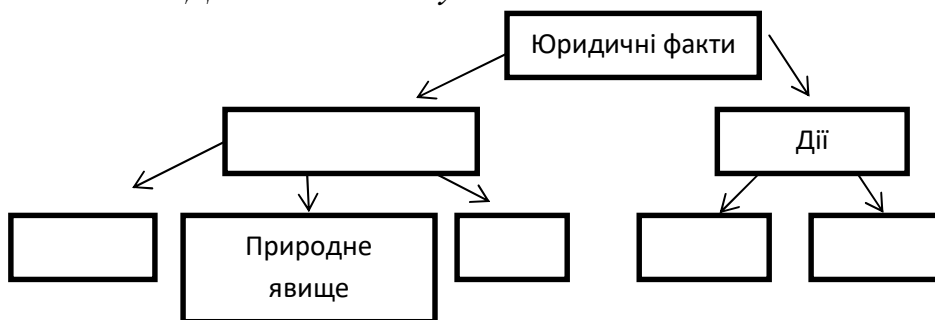 Юридичні факти
Дії
Природне
явище